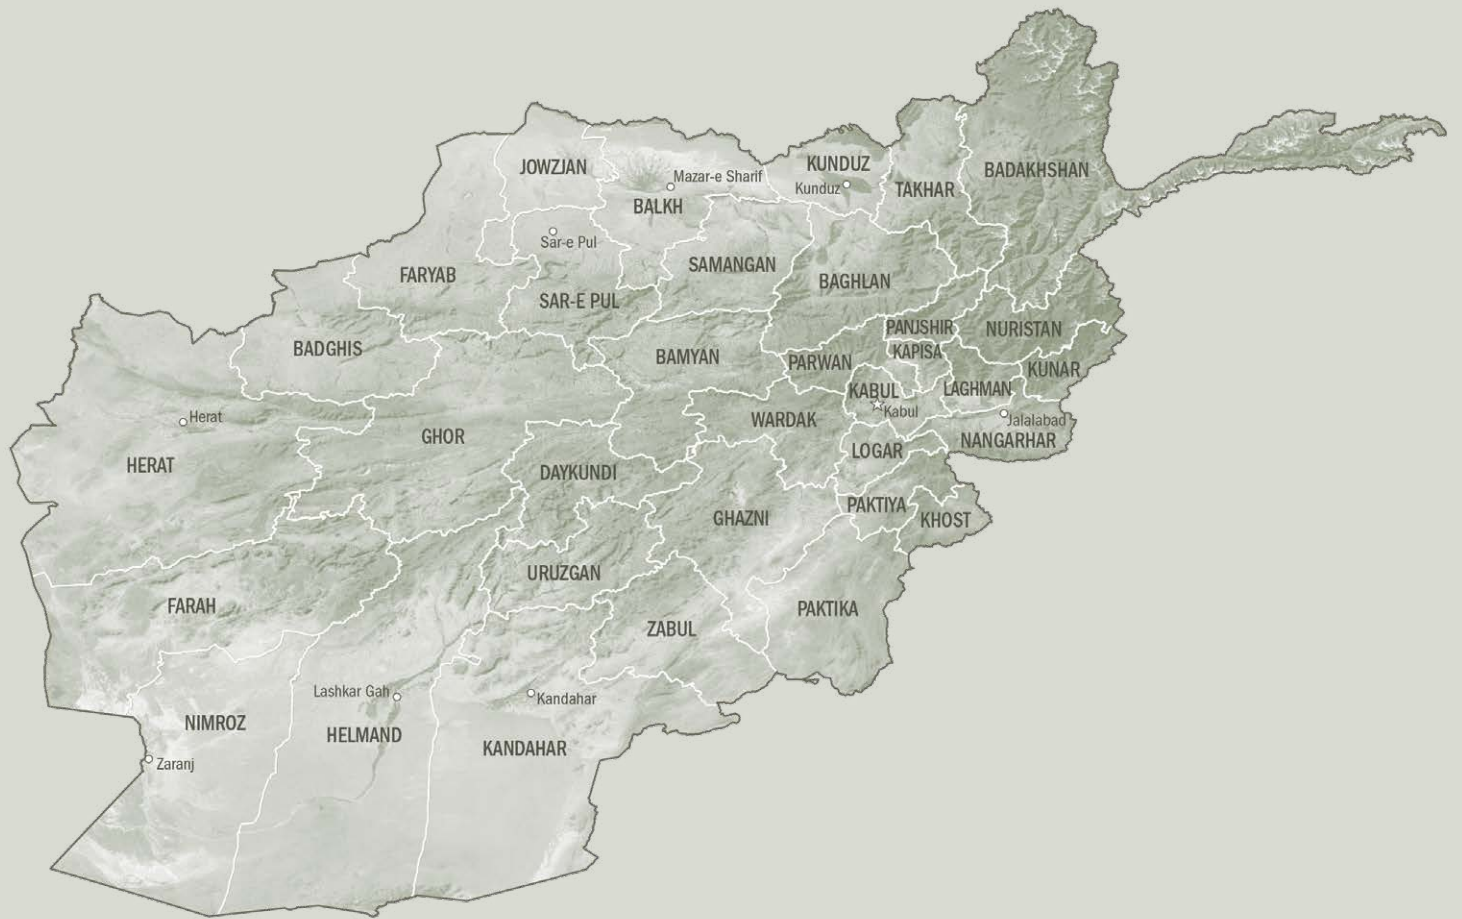 KUNDUZ
JOWZJAN
BADAKHSHAN
Mazar-e Sharif
Kunduz
TAKHAR
BALKH
Sar-e Pul
SAMANGAN
FARYAB
BAGHLAN
SAR-E PUL
PANJSHIR
NURISTAN
BADGHIS
KAPISA
BAMYAN
PARWAN
KUNAR
LAGHMAN
KABUL
Kabul
Herat
WARDAK
Jalalabad
GHOR
NANGARHAR
LOGAR
HERAT
DAYKUNDI
PAKTIYA
GHAZNI
KHOST
URUZGAN
FARAH
PAKTIKA
ZABUL
Lashkar Gah
Kandahar
NIMROZ
HELMAND
KANDAHAR
Zaranj